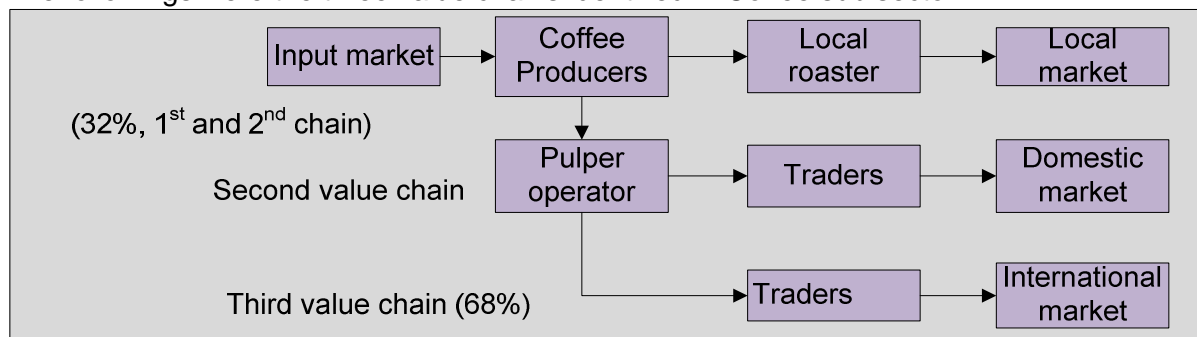 Input market
Coffee
Producers
Local
roaster
Local
market
(32%, 1st and 2nd chain)
Pulper
operator
Traders
Domestic
market
Second value chain
Third value chain (68%)
Traders
International
market